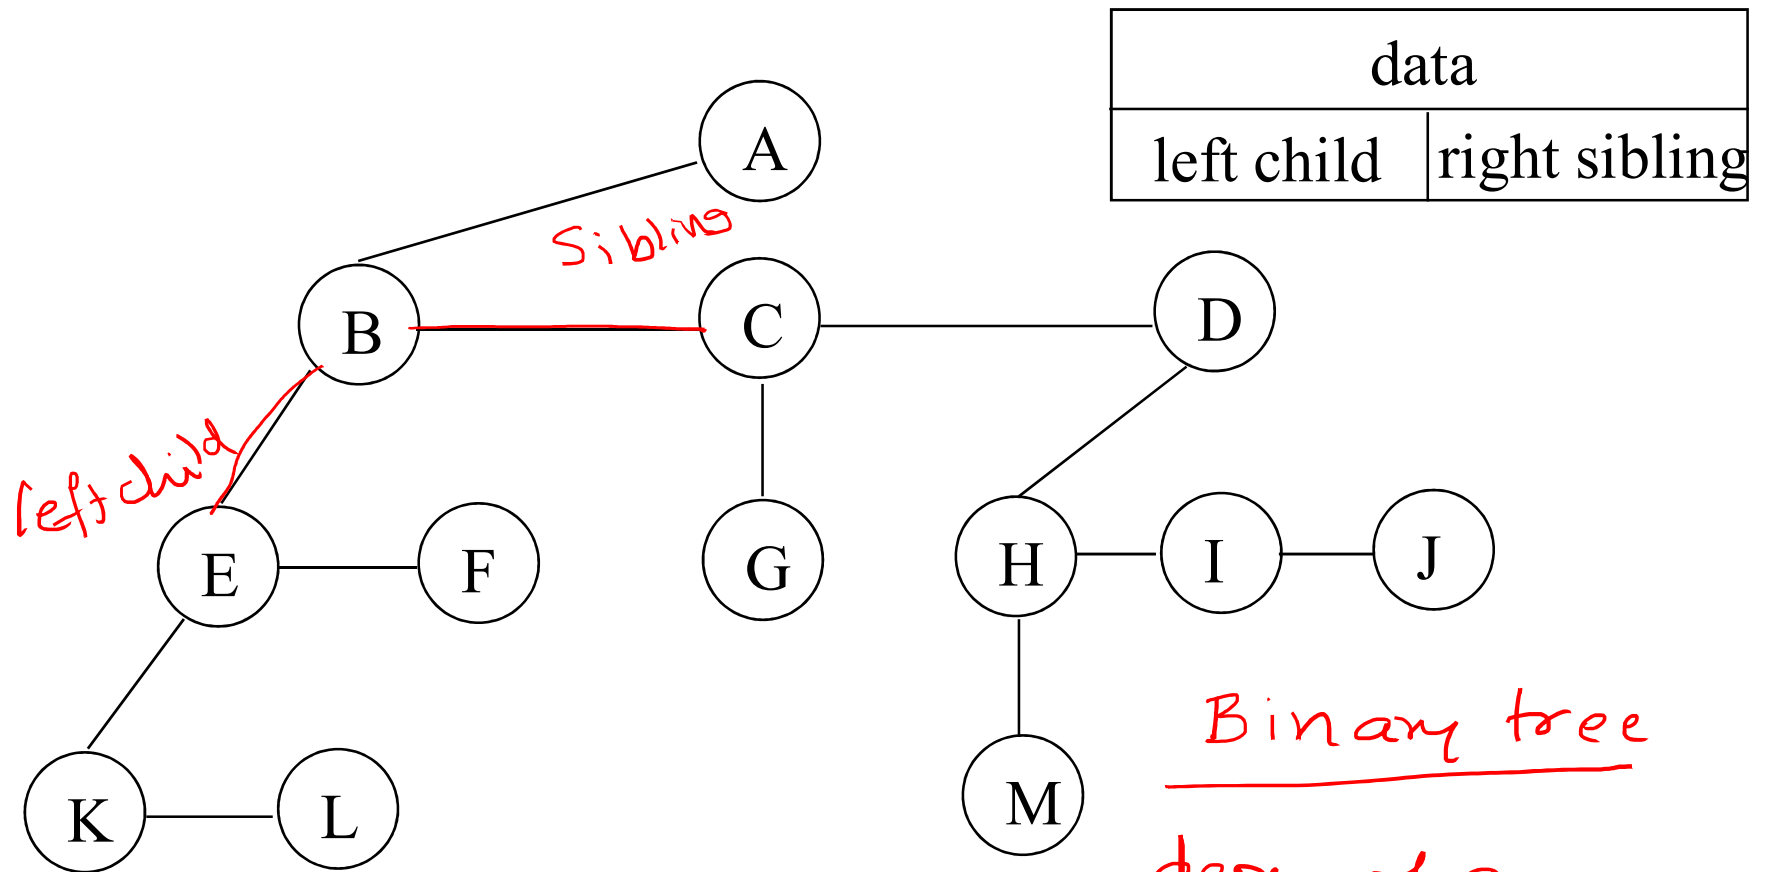 data
left child right sibling
A
Sibling
B C D
left child
E F G H I J
Binary tree
K L M